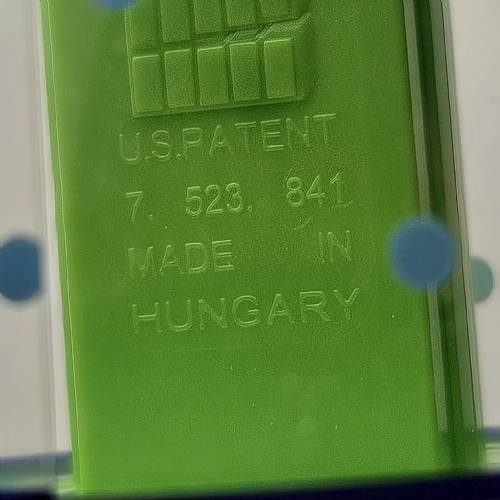 U.S.PATENT
7. 523. 841
MADE IN
HUNGARY